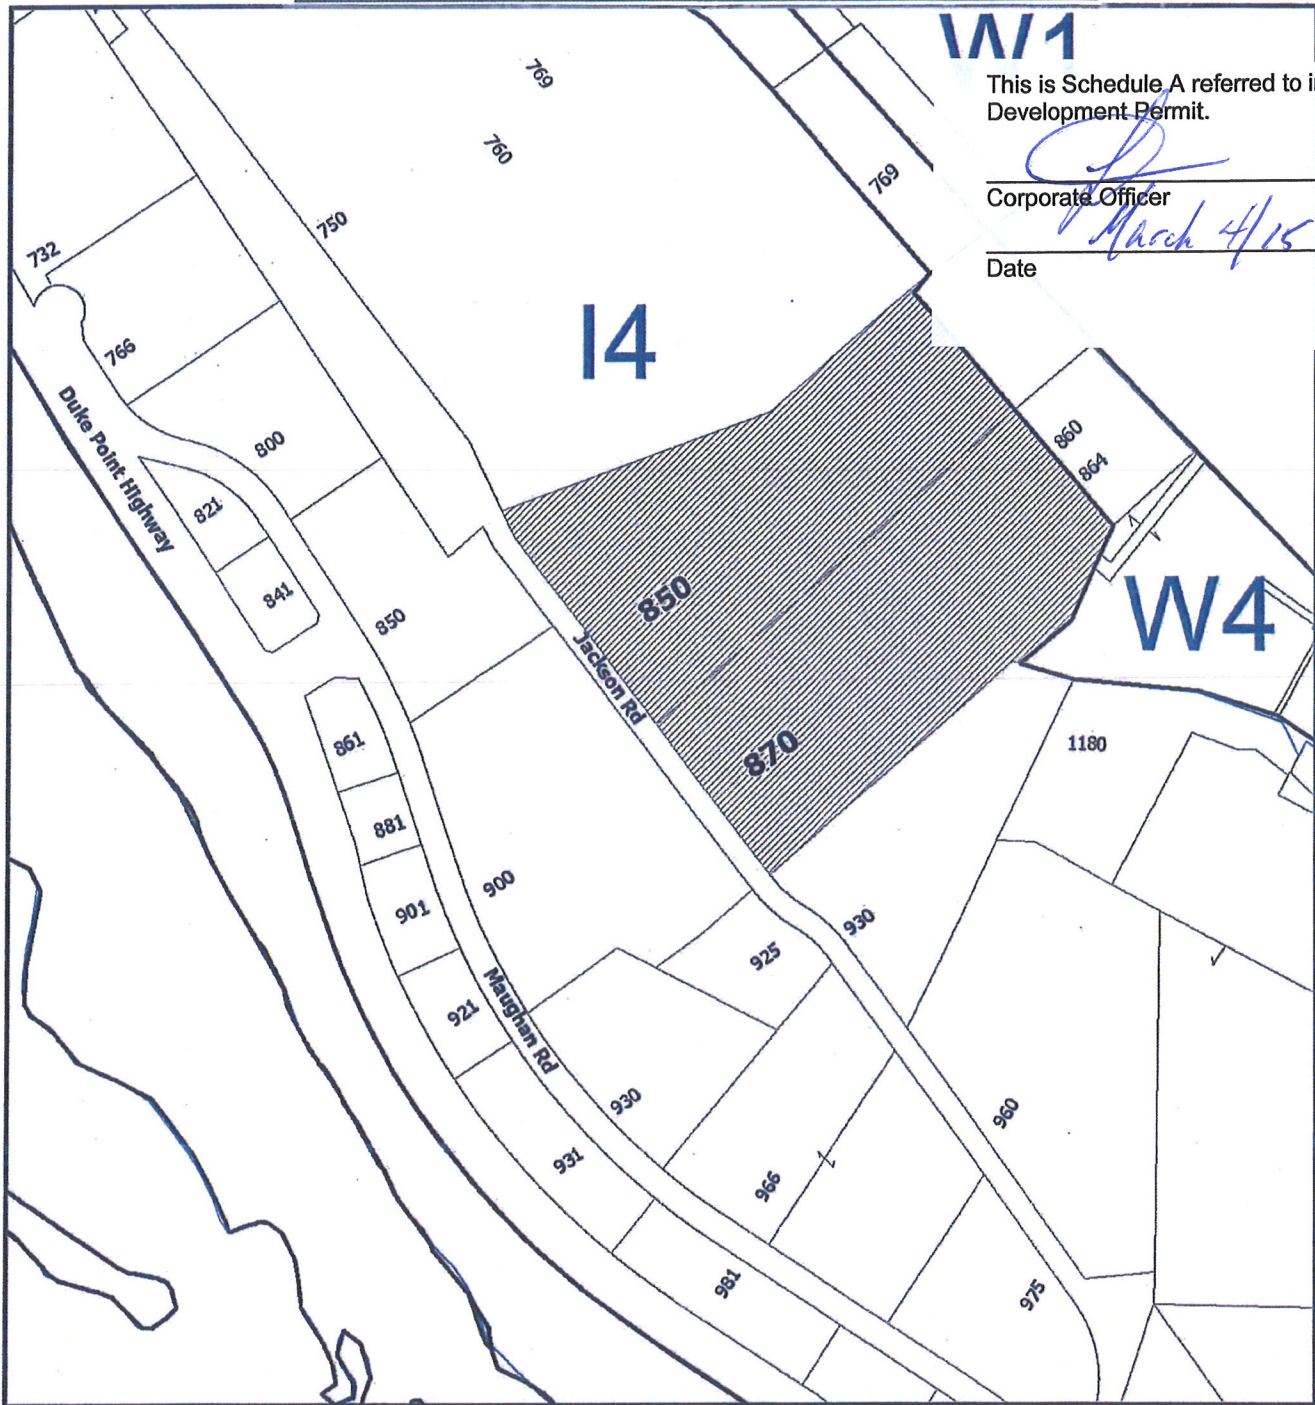 W1
This is Schedule A referred to i
Development Permit.
Corporate Officer
March 4/15
Date
769
760
769
750
732
I4
766
Duke Point Highway
800
860
864
821
841
850
850
W4
Jackson Rd
870
1180
861
881
900
901
930
925
921
Maughan Rd
930
960
931
966
981
975